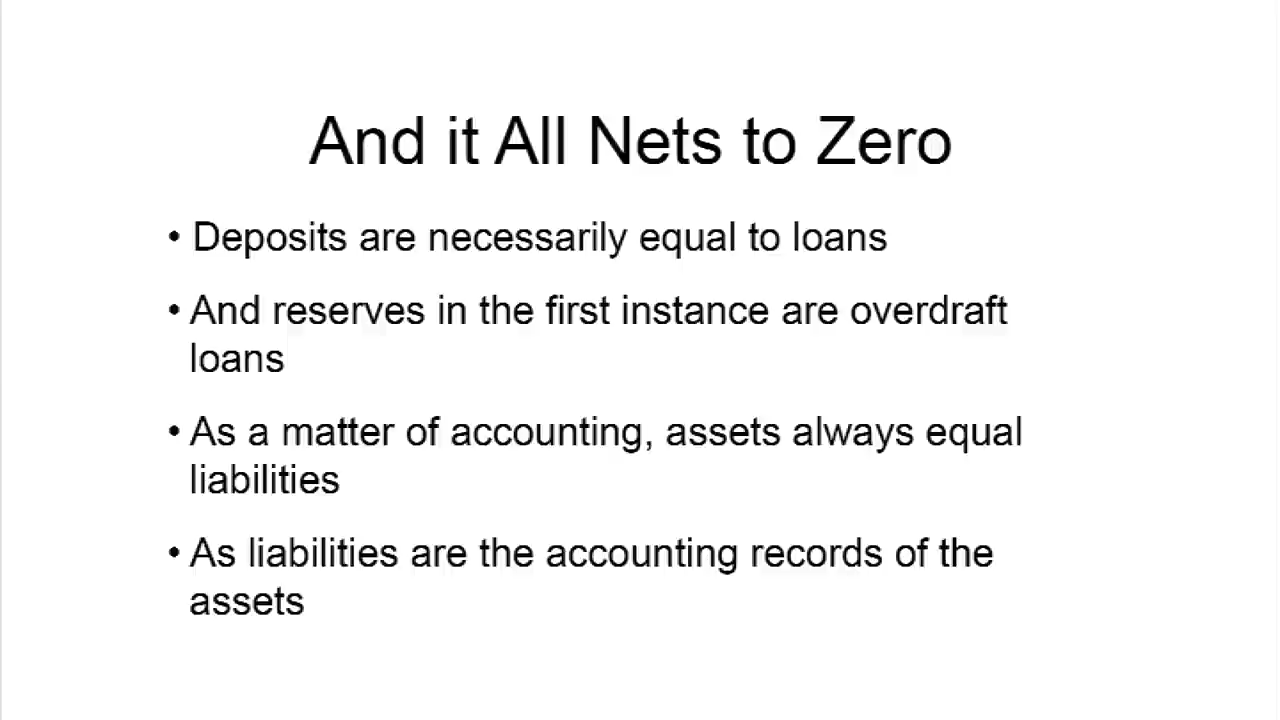 And it All Nets to Zero
• Deposits are necessarily equal to loans
• And reserves in the first instance are overdraft
loans
• As a matter of accounting, assets always equal
liabilities
• As liabilities are the accounting records of the
assets